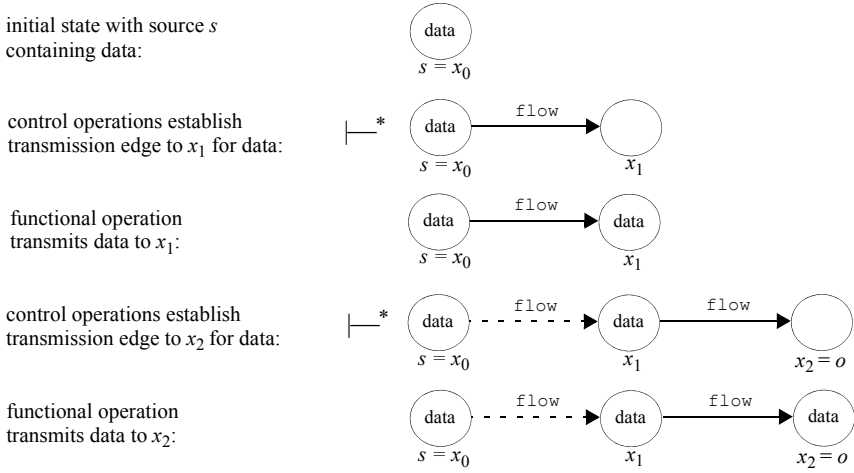 initial state with source s
containing data:
data
s = x0
control operations establish
transmission edge to x1 for data:
*
data
flow
s = x0
x1
functional operation
transmits data to x1:
data
flow
data
s = x0
x1
control operations establish
transmission edge to x2 for data:
*
data
flow
data
flow
s = x0
x1
x2 = o
functional operation
transmits data to x2:
data
flow
data
flow
data
s = x0
x1
x2 = o